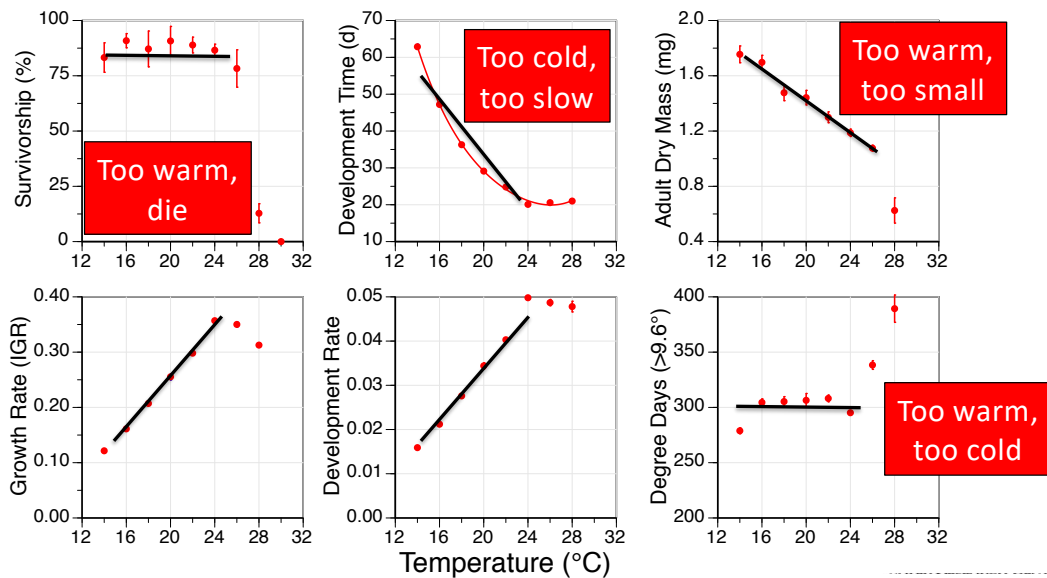 Survivorship (%)
100
75
50
25
0
12 16 20 24 28 32
Too warm,
die
Development Time (d)
70
60
50
40
30
20
10
12 16 20 24 28 32
Too cold,
too slow
Adult Dry Mass (mg)
2.0
1.6
1.2
0.8
0.4
12 16 20 24 28 32
Too warm,
too small
Growth Rate (IGR)
0.40
0.30
0.20
0.10
0.00
12 16 20 24 28 32
Development Rate
0.05
0.04
0.03
0.02
0.01
0.00
12 16 20 24 28 32
Degree Days (>9.6°)
400
350
300
250
200
12 16 20 24 28 32
Too warm,
too cold
Temperature (°C)